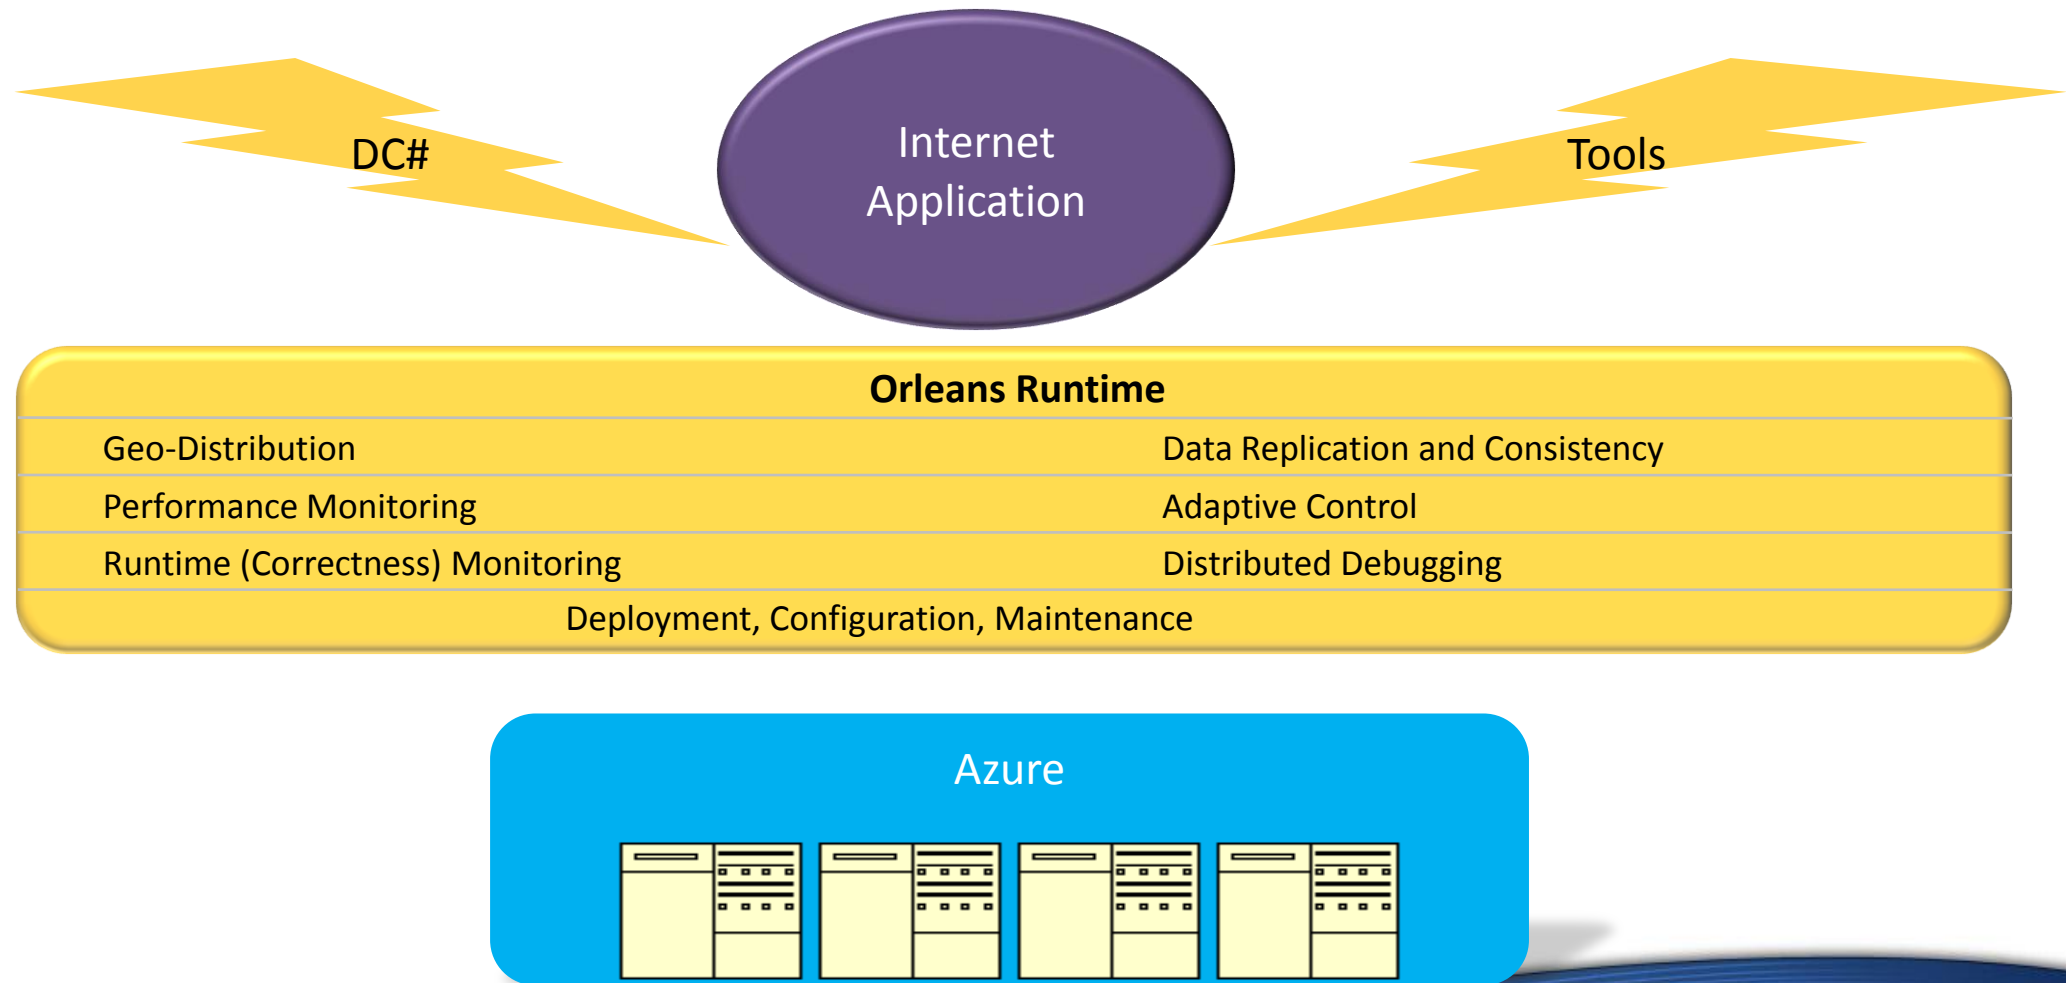 DC#
Internet
Application
Tools
Orleans Runtime
Geo-Distribution
Data Replication and Consistency
Performance Monitoring
Adaptive Control
Runtime (Correctness) Monitoring
Distributed Debugging
Deployment, Configuration, Maintenance
Azure